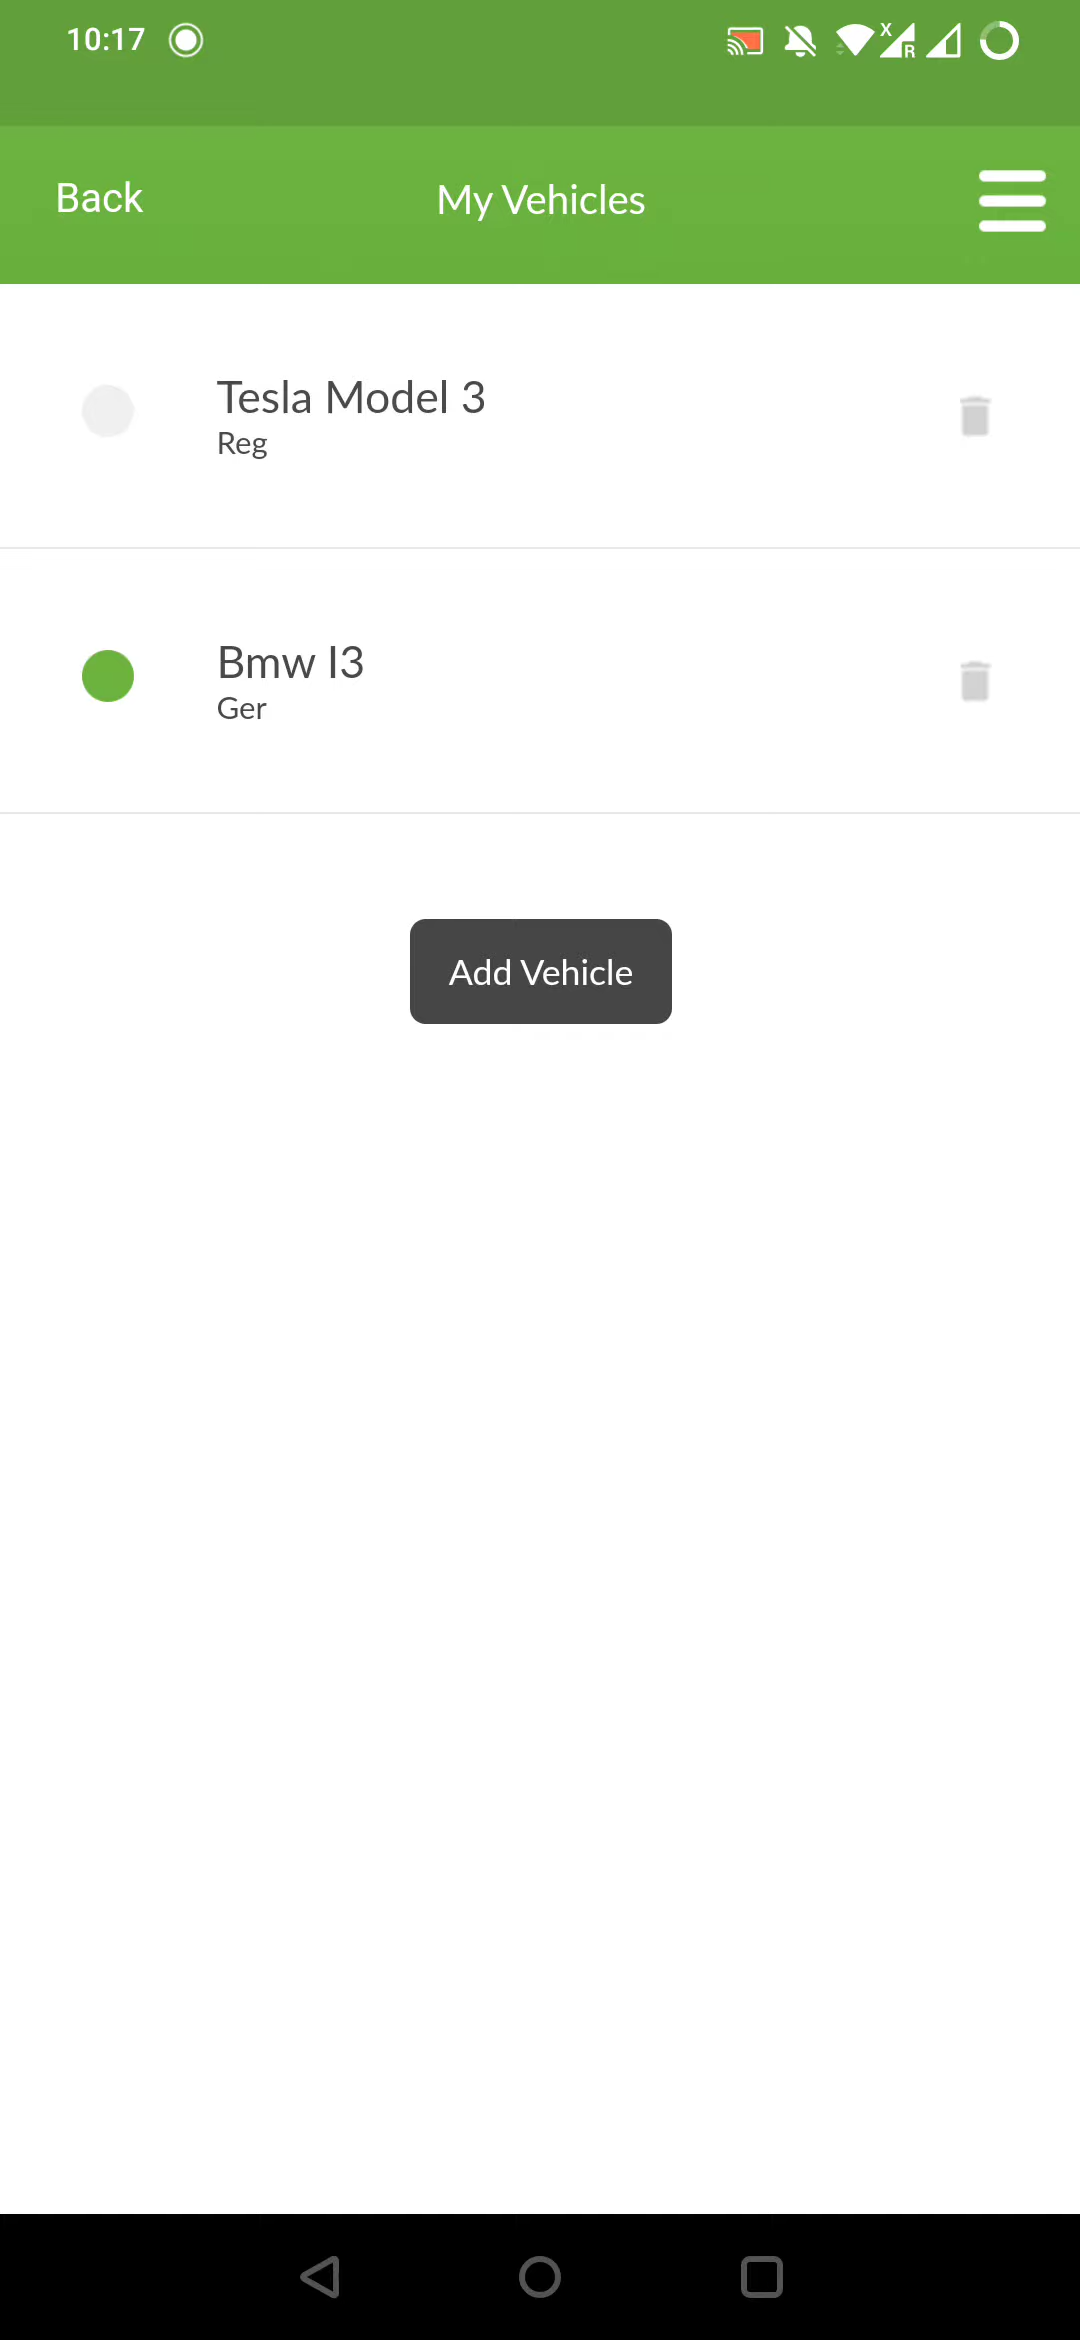 10:17
X
R
Back
My Vehicles
Tesla Model 3
Reg
Bmw I3
Ger
Add Vehicle